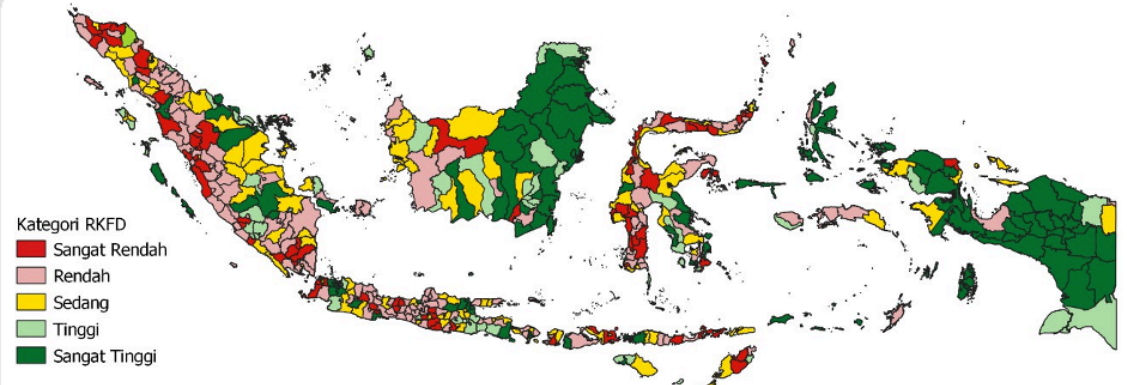 Kategori RKFD
Sangat Rendah
Rendah
Sedang
Tinggi
Sangat Tinggi